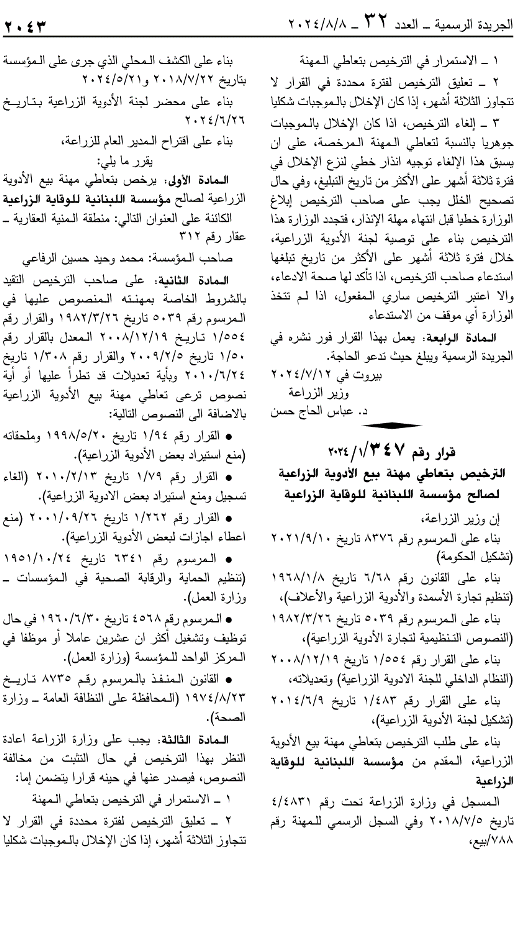 الجريدة الرسمية ـ العدد ٣٢ ـ ٢٠٢٤/٨/٨
٢٠٤٣
١ ـ الاستمرار في الترخيص بتعاطي المهنة
٢ ـ تعليق الترخيص لفترة محددة في القرار لا
تتجاوز الثلاثة أشهر، إذا كان الإخلال بالموجبات شكليا
٣ ـ إلغاء الترخيص، اذا كان الإخلال بالموجبات
جوهريا بالنسبة لتعاطي المهنة المرخصة، على ان
يسبق هذا الإلغاء توجيه انذار خطي لنزع الإخلال في
فترة ثلاثة أشهر على الأكثر من تاريخ التبليغ، وفي حال
تصحيح الخلل يجب على صاحب الترخيص إبلاغ
الوزارة خطيا قبل انتهاء مهلة الإنذار، فتجدد الوزارة هذا
الترخيص بناء على توصية لجنة الأدوية الزراعية،
خلال فترة ثلاثة أشهر على الأكثر من تاريخ تبلغها
استدعاء صاحب الترخيص، اذا تأكد لها صحة الادعاء،
والا اعتبر الترخيص ساري المفعول، اذا لم تتخذ
الوزارة أي موقف من الاستدعاء
المادة الرابعة: يعمل بهذا القرار فور نشره في
الجريدة الرسمية ويبلغ حيث تدعو الحاجة.
بيروت في ٢٠٢٤/٧/١٢
وزير الزراعة
د. عباس الحاج حسن
قرار رقم ٢٠٢٤/١/٣٤٧
الترخيص بتعاطي مهنة بيع الأدوية الزراعية
لصالح مؤسسة اللبنانية للوقاية الزراعية
إن وزير الزراعة،
بناء على المرسوم رقم ٨٣٧٦ تاريخ ٢٠٢١/٩/١٠
(تشكيل الحكومة)
بناء على القانون رقم ٦/٦٨ تاريخ ١٩٦٨/١/٨
(تنظيم تجارة الأسمدة والأدوية الزراعية والأعلاف)،
بناء على المرسوم رقم ٥٠٣٩ تاريخ ١٩٨٢/٣/٢٦
(النصوص التنظيمية لتجارة الأدوية الزراعية)،
بناء على القرار رقم ١/٥٥٤ تاريخ ٢٠٠٨/١٢/١٩
(النظام الداخلي للجنة الادوية الزراعية) وتعديلاته،
بناء على القرار رقم ١/٤٨٣ تاريخ ٢٠١٤/٦/٩
(تشكيل لجنة الأدوية الزراعية)،
بناء على طلب الترخيص بتعاطي مهنة بيع الأدوية
الزراعية، المقدم من مؤسسة اللبنانية للوقاية
الزراعية
المسجل في وزارة الزراعة تحت رقم ٤/٤٨٣١
تاريخ ٢٠١٨/٧/٥ وفي السجل الرسمي للمهنة رقم
٧٨٨/بيع،
بناء على الكشف المحلي الذي جرى على المؤسسة
بتاريخ ٢٠١٨/٧/٢٢ و٢٠٢٤/٥/٢١
بناء على محضر لجنة الأدوية الزراعية بتاريخ
٢٠٢٤/٦/٢٦
بناء على أقتراح المدير العام للزراعة،
يقرر ما يلي:
المادة الأولى: يرخص بتعاطي مهنة بيع الأدوية
الزراعية لصالح مؤسسة اللبنانية للوقاية الزراعية
الكائنة على العنوان التالي: منطقة المنية العقارية ـ
عقار رقم ٣١٢
صاحب المؤسسة: محمد وحيد حسين الرفاعي
المادة الثانية: على صاحب الترخيص التقيد
بالشروط الخاصة بمهنته المنصوص عليها في
المرسوم رقم ٥٠٣٩ تاريخ ١٩٨٢/٣/٢٦ والقرار رقم
١/٥٥٤ تاريخ ٢٠٠٨/١٢/١٩ المعدل بالقرار رقم
١/٥٠ تاريخ ٢٠٠٩/٢/٥ والقرار رقم ١/٣٠٨ تاريخ
٢٠١٠/٦/٢٤ وبأية تعديلات قد تطرأ عليها أو أية
نصوص ترعى تعاطي مهنة بيع الأدوية الزراعية
بالاضافة الى النصوص التالية:
● القرار رقم ١/٩٤ تاريخ ١٩٩٨/٥/٢٠ وملحقاته
(منع استيراد بعض الأدوية الزراعية).
● القرار رقم ١/٧٩ تاريخ ٢٠١٠/٢/١٣ (الغاء
تسجيل ومنع استيراد بعض الادوية الزراعية).
● القرار رقم ١/٢٦٢ تاريخ ٢٠٠١/٠٩/٢٦ (منع
اعطاء اجازات لبعض الأدوية الزراعية).
● المرسوم رقم ٦٣٤١ تاريخ ١٩٥١/١٠/٢٤
(تنظيم الحماية والرقابة الصحية في المؤسسات ـ
وزارة العمل).
● المرسوم رقم ٤٥٦٨ تاريخ ١٩٦٠/٦/٣٠ في حال
توظيف وتشغيل أكثر ان عشرين عاملا أو موظفا في
المركز الواحد للمؤسسة (وزارة العمل).
● القانون المنفذ بالمرسوم رقم ٨٧٣٥ تاريخ
١٩٧٤/٨/٢٣ (المحافظة على النظافة العامة ـ وزارة
الصحة).
المادة الثالثة: يجب على وزارة الزراعة اعادة
النظر بهذا الترخيص في حال التثبت من مخالفة
النصوص، فيصدر عنها في حينه قرارا يتضمن إما:
١ ـ الاستمرار في الترخيص بتعاطي المهنة
٢ ـ تعليق الترخيص لفترة محددة في القرار لا
تتجاوز الثلاثة أشهر، إذا كان الإخلال بالموجبات شكليا